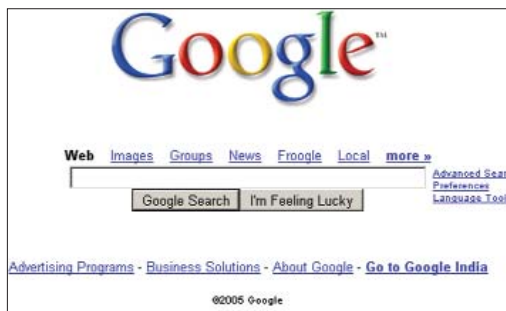 Google™
Web Images Groups News Froogle Local more »
Advanced Sear
Preferences
Language Tool
Google Search I'm Feeling Lucky
Advertising Programs - Business Solutions - About Google - Go to Google India
©2005 Google